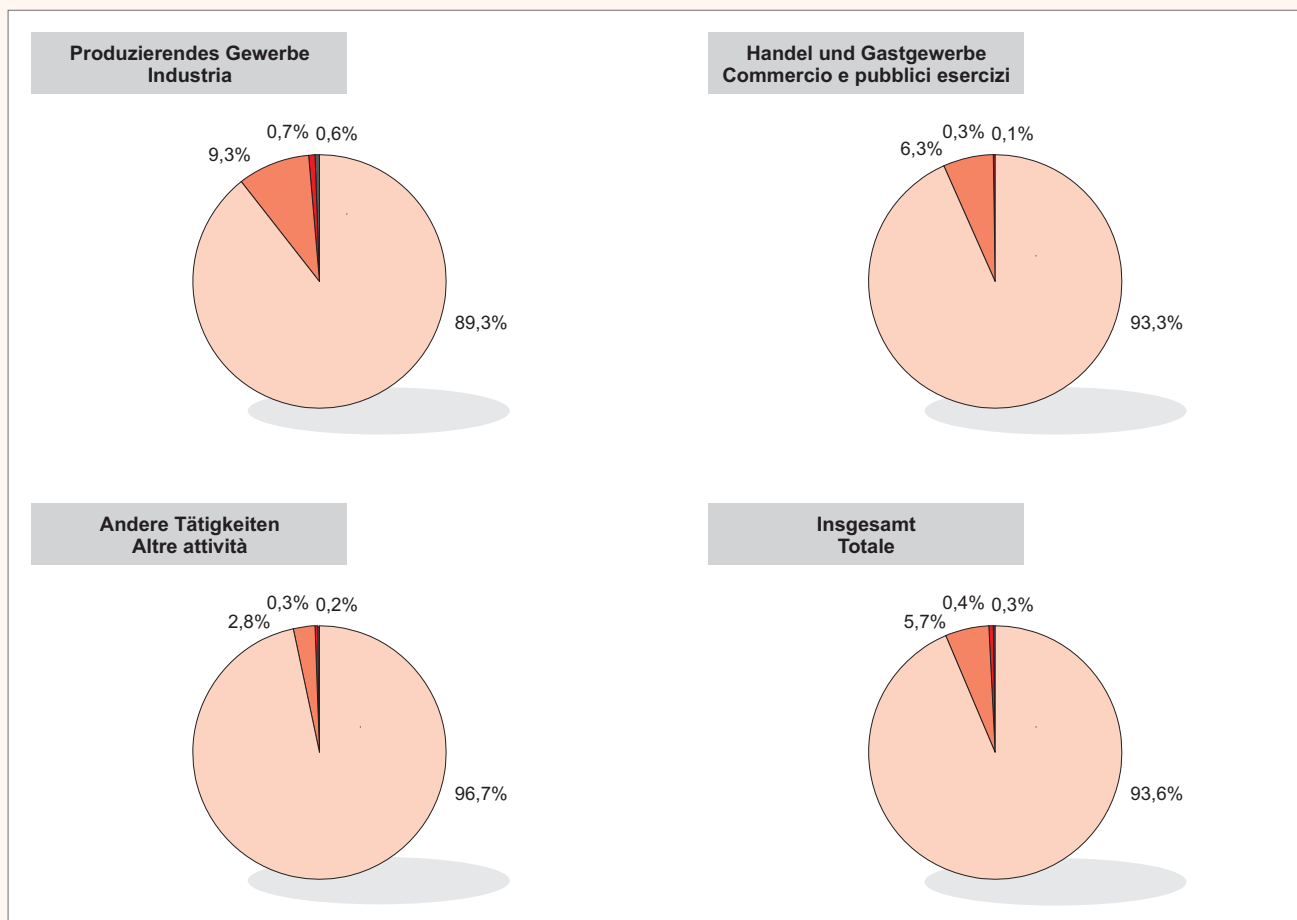 Produzierendes Gewerbe
Industria
0,7% 0,6%
9,3%
89,3%
Handel und Gastgewerbe
Commercio e pubblici esercizi
0,3% 0,1%
6,3%
93,3%
Andere Tätigkeiten
Altre attività
0,3% 0,2%
2,8%
96,7%
Insgesamt
Totale
0,4% 0,3%
5,7%
93,6%